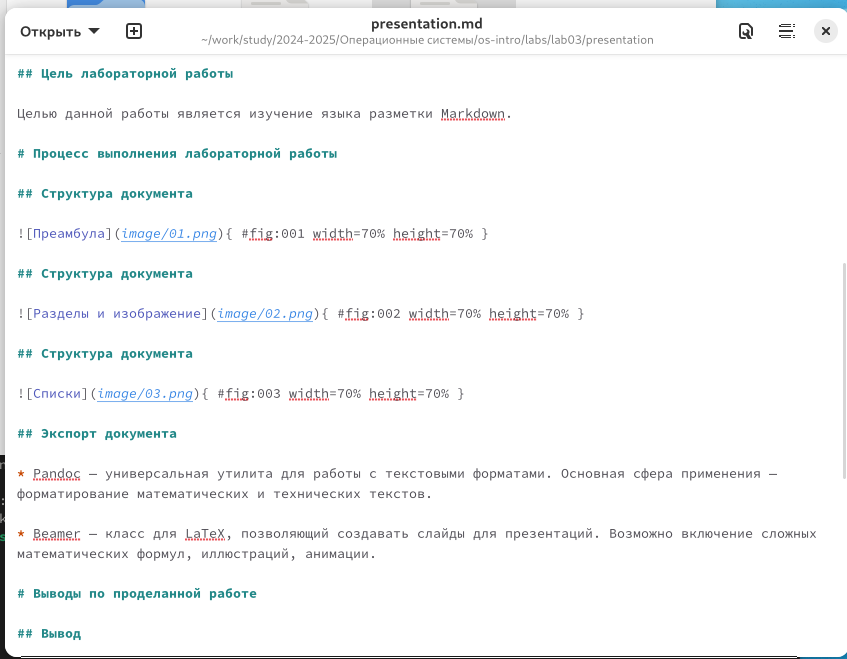 Открыть
presentation.md
~/work/study/2024-2025/Операционные системы/os-intro/labs/lab03/presentation
## Цель лабораторной работы
Целью данной работы является изучение языка разметки Markdown.
# Процесс выполнения лабораторной работы
## Структура документа
![Преамбула](image/01.png){ #fig:001 width=70% height=70% }
## Структура документа
![Разделы и изображение](image/02.png){ #fig:002 width=70% height=70% }
## Структура документа
![Списки](image/03.png){ #fig:003 width=70% height=70% }
## Экспорт документа
* Pandoc — универсальная утилита для работы с текстовыми форматами. Основная сфера применения —
форматирование математических и технических текстов.
* Beamer — класс для LaTeX, позволяющий создавать слайды для презентаций. Возможно включение сложных
математических формул, иллюстраций, анимации.
# Выводы по проделанной работе
## Вывод